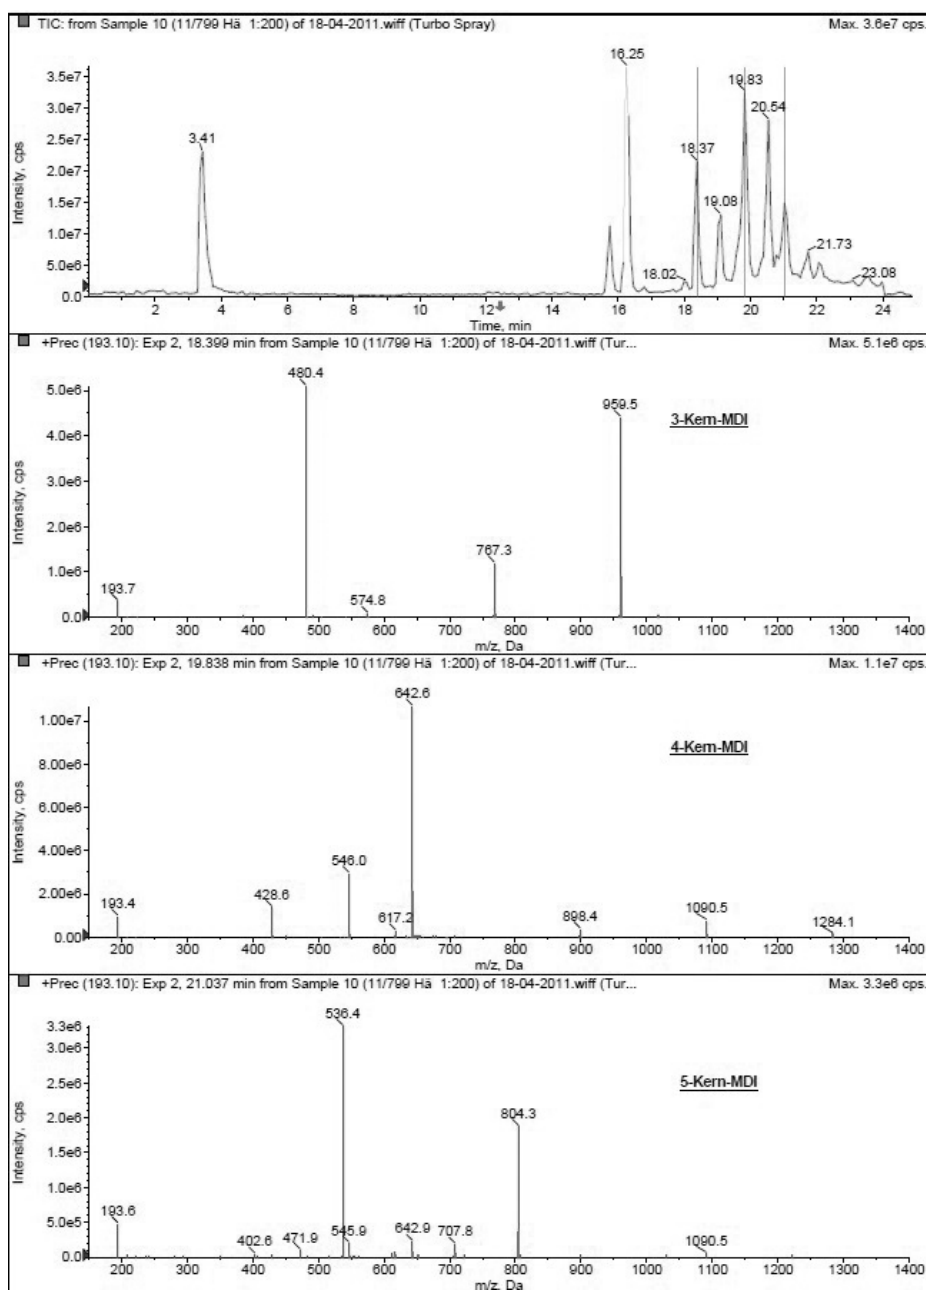 TIC: from Sample 10 (11/799 Hä 1:200) of 18-04-2011.wiff (Turbo Spray) Max. 3.6e7 cps.
16.25
3.5e7
19.83
3.0e7
20.54
2.5e7
3.41
18.37
2.0e7
1.5e7
19.08
1.0e7
21.73
5.0e6
18.02
23.08
0.0
2 4 6 8 10 12 14 16 18 20 22 24
Time, min
Intensity, cps
+Prec (193.10): Exp 2, 18.399 min from Sample 10 (11/799 Hä 1:200) of 18-04-2011.wiff (Tur... Max. 5.1e6 cps.
480.4
5.0e6
959.5
3-Kern-MDI
4.0e6
3.0e6
2.0e6
767.3
1.0e6
193.7
574.8
0.0
200 300 400 500 600 700 800 900 1000 1100 1200 1300 1400
m/z, Da
Intensity, cps
+Prec (193.10): Exp 2, 19.838 min from Sample 10 (11/799 Hä 1:200) of 18-04-2011.wiff (Tur... Max. 1.1e7 cps.
642.6
1.00e7
4-Kern-MDI
8.00e6
6.00e6
4.00e6
546.0
2.00e6
428.6
193.4
617.2
898.4
1090.5
1284.1
0.00
200 300 400 500 600 700 800 900 1000 1100 1200 1300 1400
m/z, Da
Intensity, cps
+Prec (193.10): Exp 2, 21.037 min from Sample 10 (11/799 Hä 1:200) of 18-04-2011.wiff (Tur... Max. 3.3e6 cps.
536.4
3.3e6
3.0e6
5-Kern-MDI
2.5e6
804.3
2.0e6
1.5e6
1.0e6
193.6
5.0e5
402.6
471.9
545.9
642.9
707.8
1090.5
0.0
200 300 400 500 600 700 800 900 1000 1100 1200 1300 1400
m/z, Da
Intensity, cps